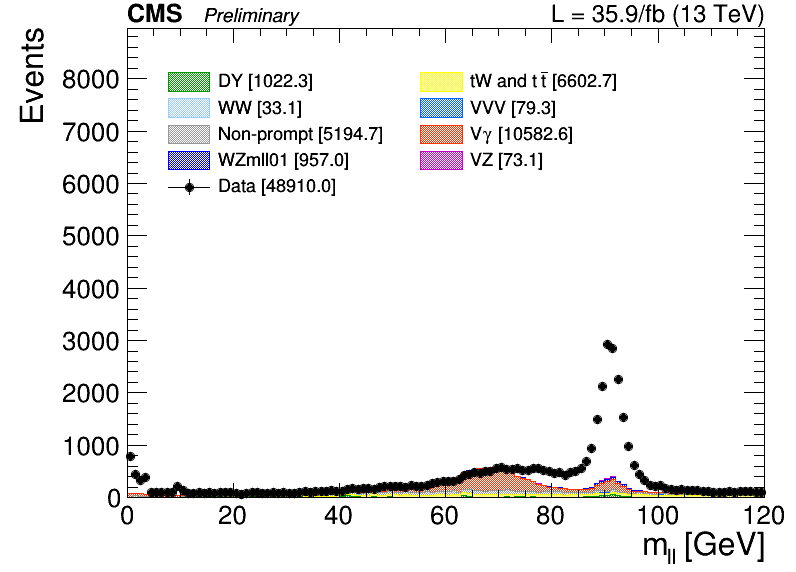 CMS Preliminary L = 35.9/fb (13 TeV)
Events
8000
7000
6000
5000
4000
3000
2000
1000
0
DY [1022.3]
WW [33.1]
Non-prompt [5194.7]
WZmll01 [957.0]
Data [48910.0]
tW and tt̅ [6602.7]
VVV [79.3]
Vγ [10582.6]
VZ [73.1]
0 20 40 60 80 100 120
mll [GeV]